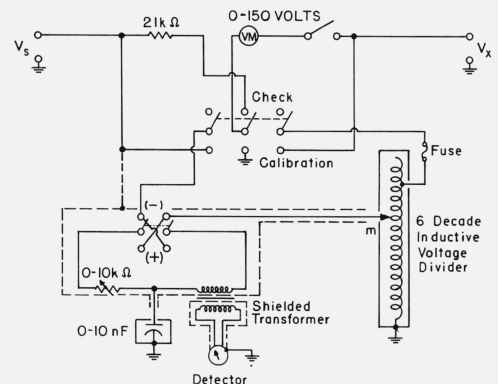 0-150 VOLTS
21k Ω
VM
Vs
Vx
Check
Fuse
Calibration
(-)
m
6 Decade
Inductive
Voltage
Divider
(+)
0-10k Ω
Shielded
Transformer
0-10 nF
Detector